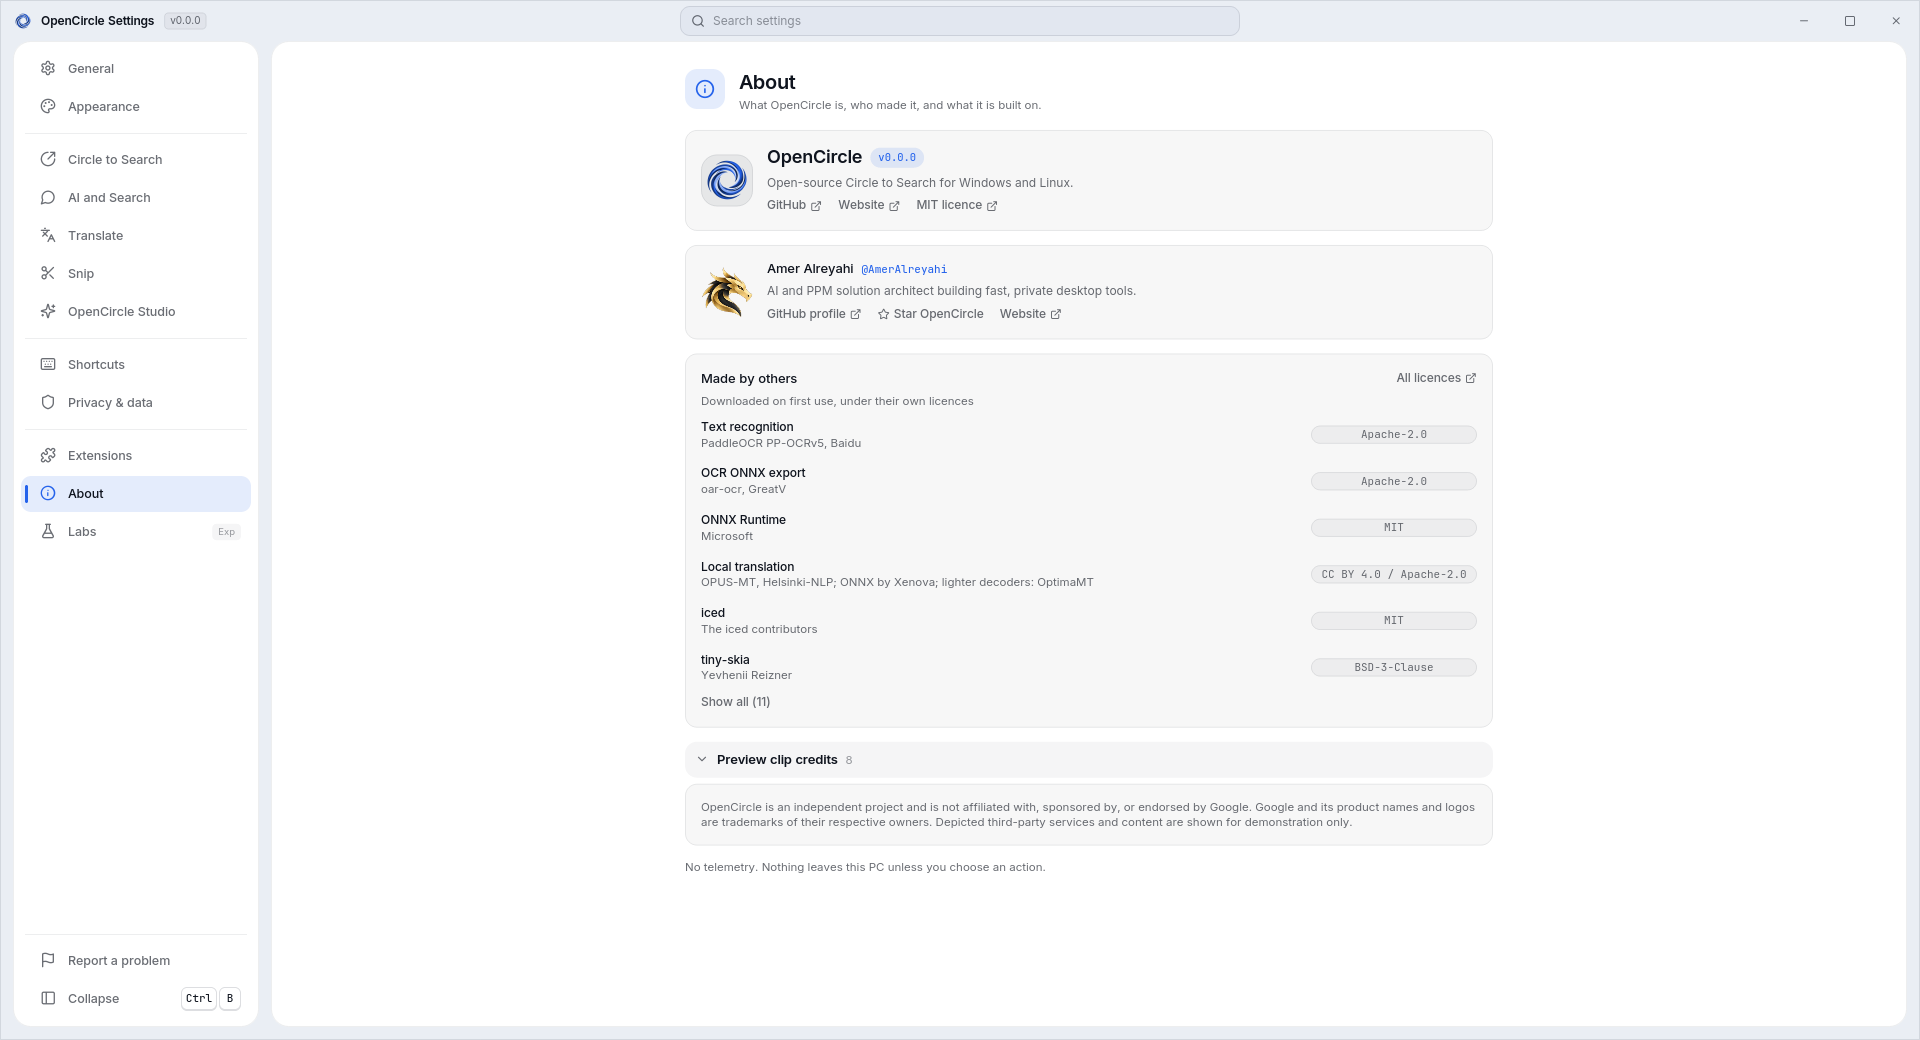 OpenCircle Settings v0.0.0
Search settings
General
Appearance
Circle to Search
AI and Search
Translate
Snip
OpenCircle Studio
Shortcuts
Privacy & data
Extensions
About
Labs Exp
Report a problem
Collapse Ctrl B
About
What OpenCircle is, who made it, and what it is built on.
OpenCircle v0.0.0
Open-source Circle to Search for Windows and Linux.
GitHub Website MIT licence
Amer Alreyahi @AmerAlreyahi
AI and PPM solution architect building fast, private desktop tools.
GitHub profile Star OpenCircle Website
Made by others All licences
Downloaded on first use, under their own licences
Text recognition
PaddleOCR PP-OCRv5, Baidu
Apache-2.0
OCR ONNX export
oar-ocr, GreatV
Apache-2.0
ONNX Runtime
Microsoft
MIT
Local translation
OPUS-MT, Helsinki-NLP; ONNX by Xenova; lighter decoders: OptimaMT
CC BY 4.0 / Apache-2.0
iced
The iced contributors
MIT
tiny-skia
Yevhenii Reizner
BSD-3-Clause
Show all (11)
Preview clip credits 8
OpenCircle is an independent project and is not affiliated with, sponsored by, or endorsed by Google. Google and its product names and logos
are trademarks of their respective owners. Depicted third-party services and content are shown for demonstration only.
No telemetry. Nothing leaves this PC unless you choose an action.